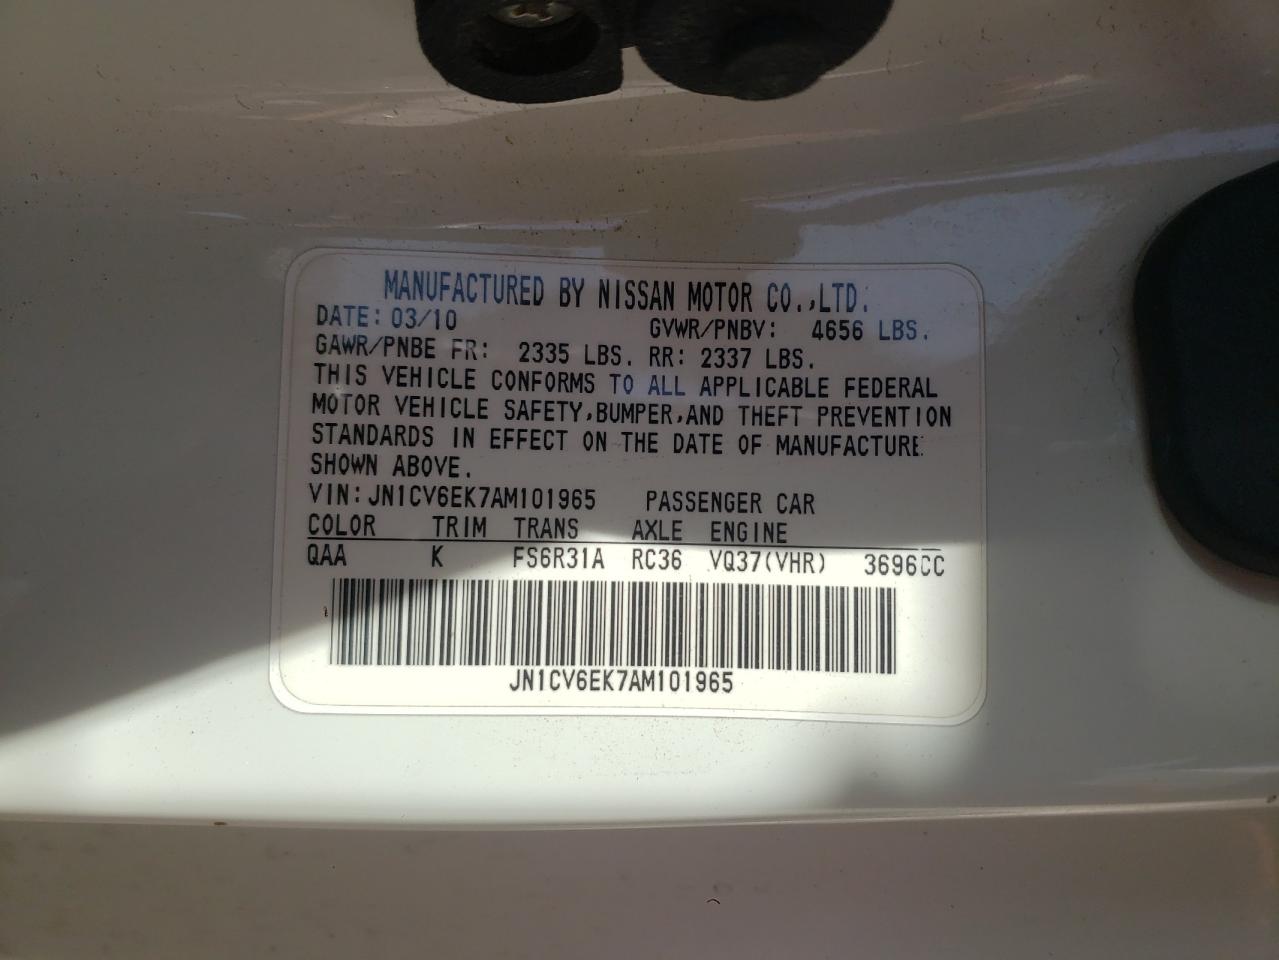 MANUFACTURED BY NISSAN MOTOR CO.,LTD.
DATE: 03/10 GVWR/PNBV: 4656 LBS.
GAWR/PNBE FR: 2335 LBS. RR: 2337 LBS.
THIS VEHICLE CONFORMS TO ALL APPLICABLE FEDERAL
MOTOR VEHICLE SAFETY,BUMPER,AND THEFT PREVENTION
STANDARDS IN EFFECT ON THE DATE OF MANUFACTURE
SHOWN ABOVE.
VIN: JN1CV6EK7AM101965 PASSENGER CAR
COLOR TRIM TRANS AXLE ENGINE
QAA K FS6R31A RC36 VQ37(VHR) 3696CC
JN1CV6EK7AM101965